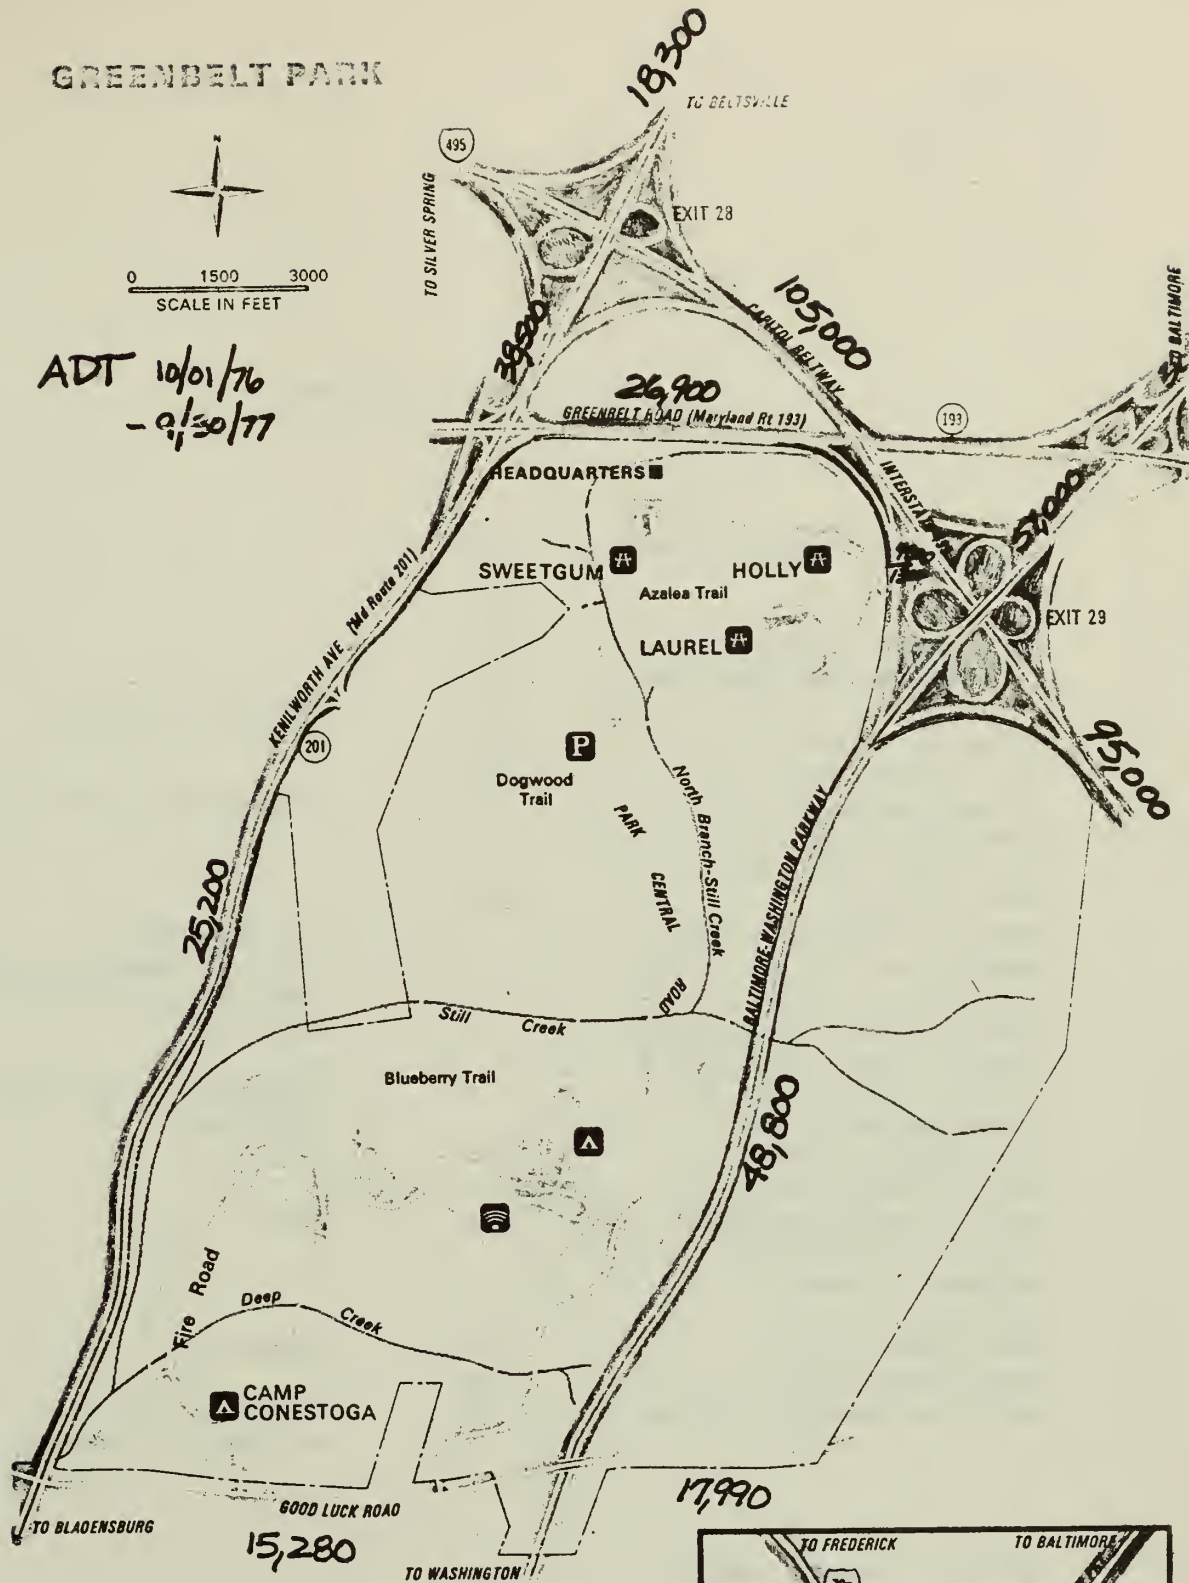 GREENBELT PARK
18,300
TO BELTSVILLE
495
N
TO SILVER SPRING
EXIT 28
0 1500 3000
SCALE IN FEET
105,000
CAPITOL BELTWAY
TO BALTIMORE
38,500
ADT 10/01/76
- 9/30/77
26,900
GREENBELT ROAD (Maryland Rt 193)
193
HEADQUARTERS
INTERSTATE
SWEETGUM
HOLLY
Azalea Trail
EXIT 29
LAUREL
KENILWORTH AVE (Md Route 201)
201
P
95,000
Dogwood
Trail
PARK
CENTRAL
ROAD
North Branch-Still Creek
BALTIMORE-WASHINGTON PARKWAY
25,200
Still Creek
Blueberry Trail
48,800
Fire Road
Deep Creek
CAMP
CONESTOGA
GOOD LUCK ROAD
17,990
TO BLADENSBURG
15,280
TO WASHINGTON
TO FREDERICK
TO BALTIMORE